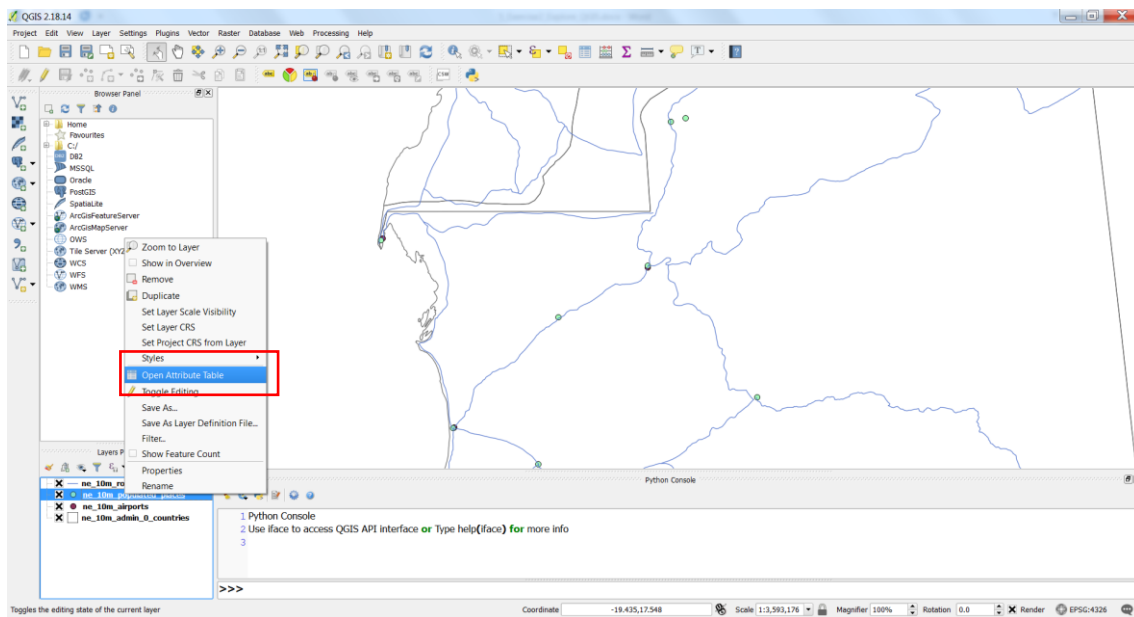 QGIS 2.18.14
Project Edit View Layer Settings Plugins Vector Raster Database Web Processing Help
Browser Panel
Home
Favourites
C:/
DB2
MSSQL
Oracle
PostGIS
SpatiaLite
ArcGisFeatureServer
ArcGisMapServer
OWS
Tile Server (XYZ
WCS
WFS
WMS
Zoom to Layer
Show in Overview
Remove
Duplicate
Set Layer Scale Visibility
Set Layer CRS
Set Project CRS from Layer
Styles
Open Attribute Table
Toggle Editing
Save As...
Save As Layer Definition File...
Filter...
Show Feature Count
Properties
Rename
Layers P
ne_10m_ro
ne_10m_populated_places
ne_10m_airports
ne_10m_admin_0_countries
Python Console
1 Python Console
2 Use iface to access QGIS API interface or Type help(iface) for more info
3
>>>
Toggles the editing state of the current layer
Coordinate -19.435,17.548 Scale 1:3,593,176 Magnifier 100% Rotation 0.0 Render EPSG:4326